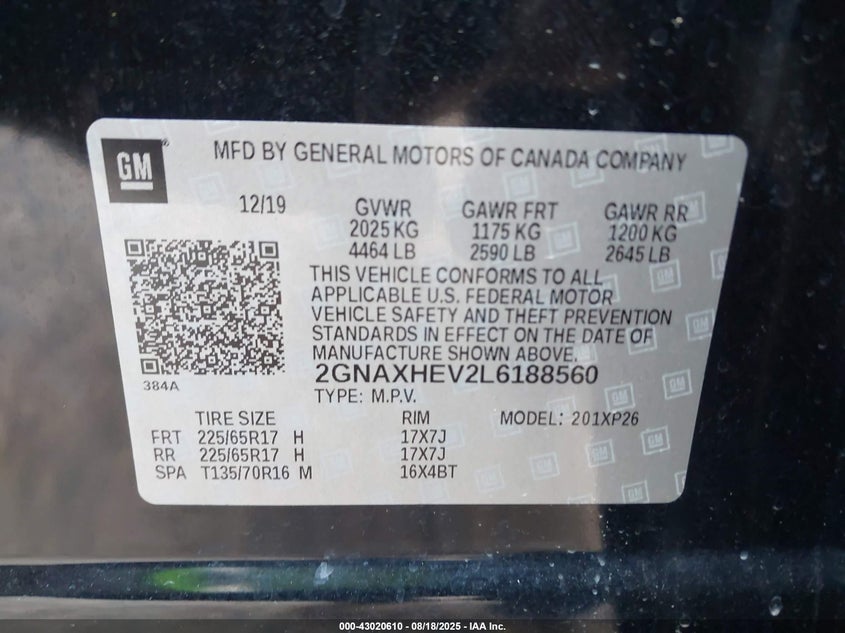 GM ®
MFD BY GENERAL MOTORS OF CANADA COMPANY
12/19 GVWR GAWR FRT GAWR RR
2025 KG 1175 KG 1200 KG
4464 LB 2590 LB 2645 LB
THIS VEHICLE CONFORMS TO ALL
APPLICABLE U.S. FEDERAL MOTOR
VEHICLE SAFETY AND THEFT PREVENTION
STANDARDS IN EFFECT ON THE DATE OF
MANUFACTURE SHOWN ABOVE.
384A
2GNAXHEV2L6188560
TYPE: M.P.V.
TIRE SIZE RIM MODEL: 201XP26
FRT 225/65R17 H 17X7J
RR 225/65R17 H 17X7J
SPA T135/70R16 M 16X4BT
000-43020610 - 08/18/2025 - IAA Inc.